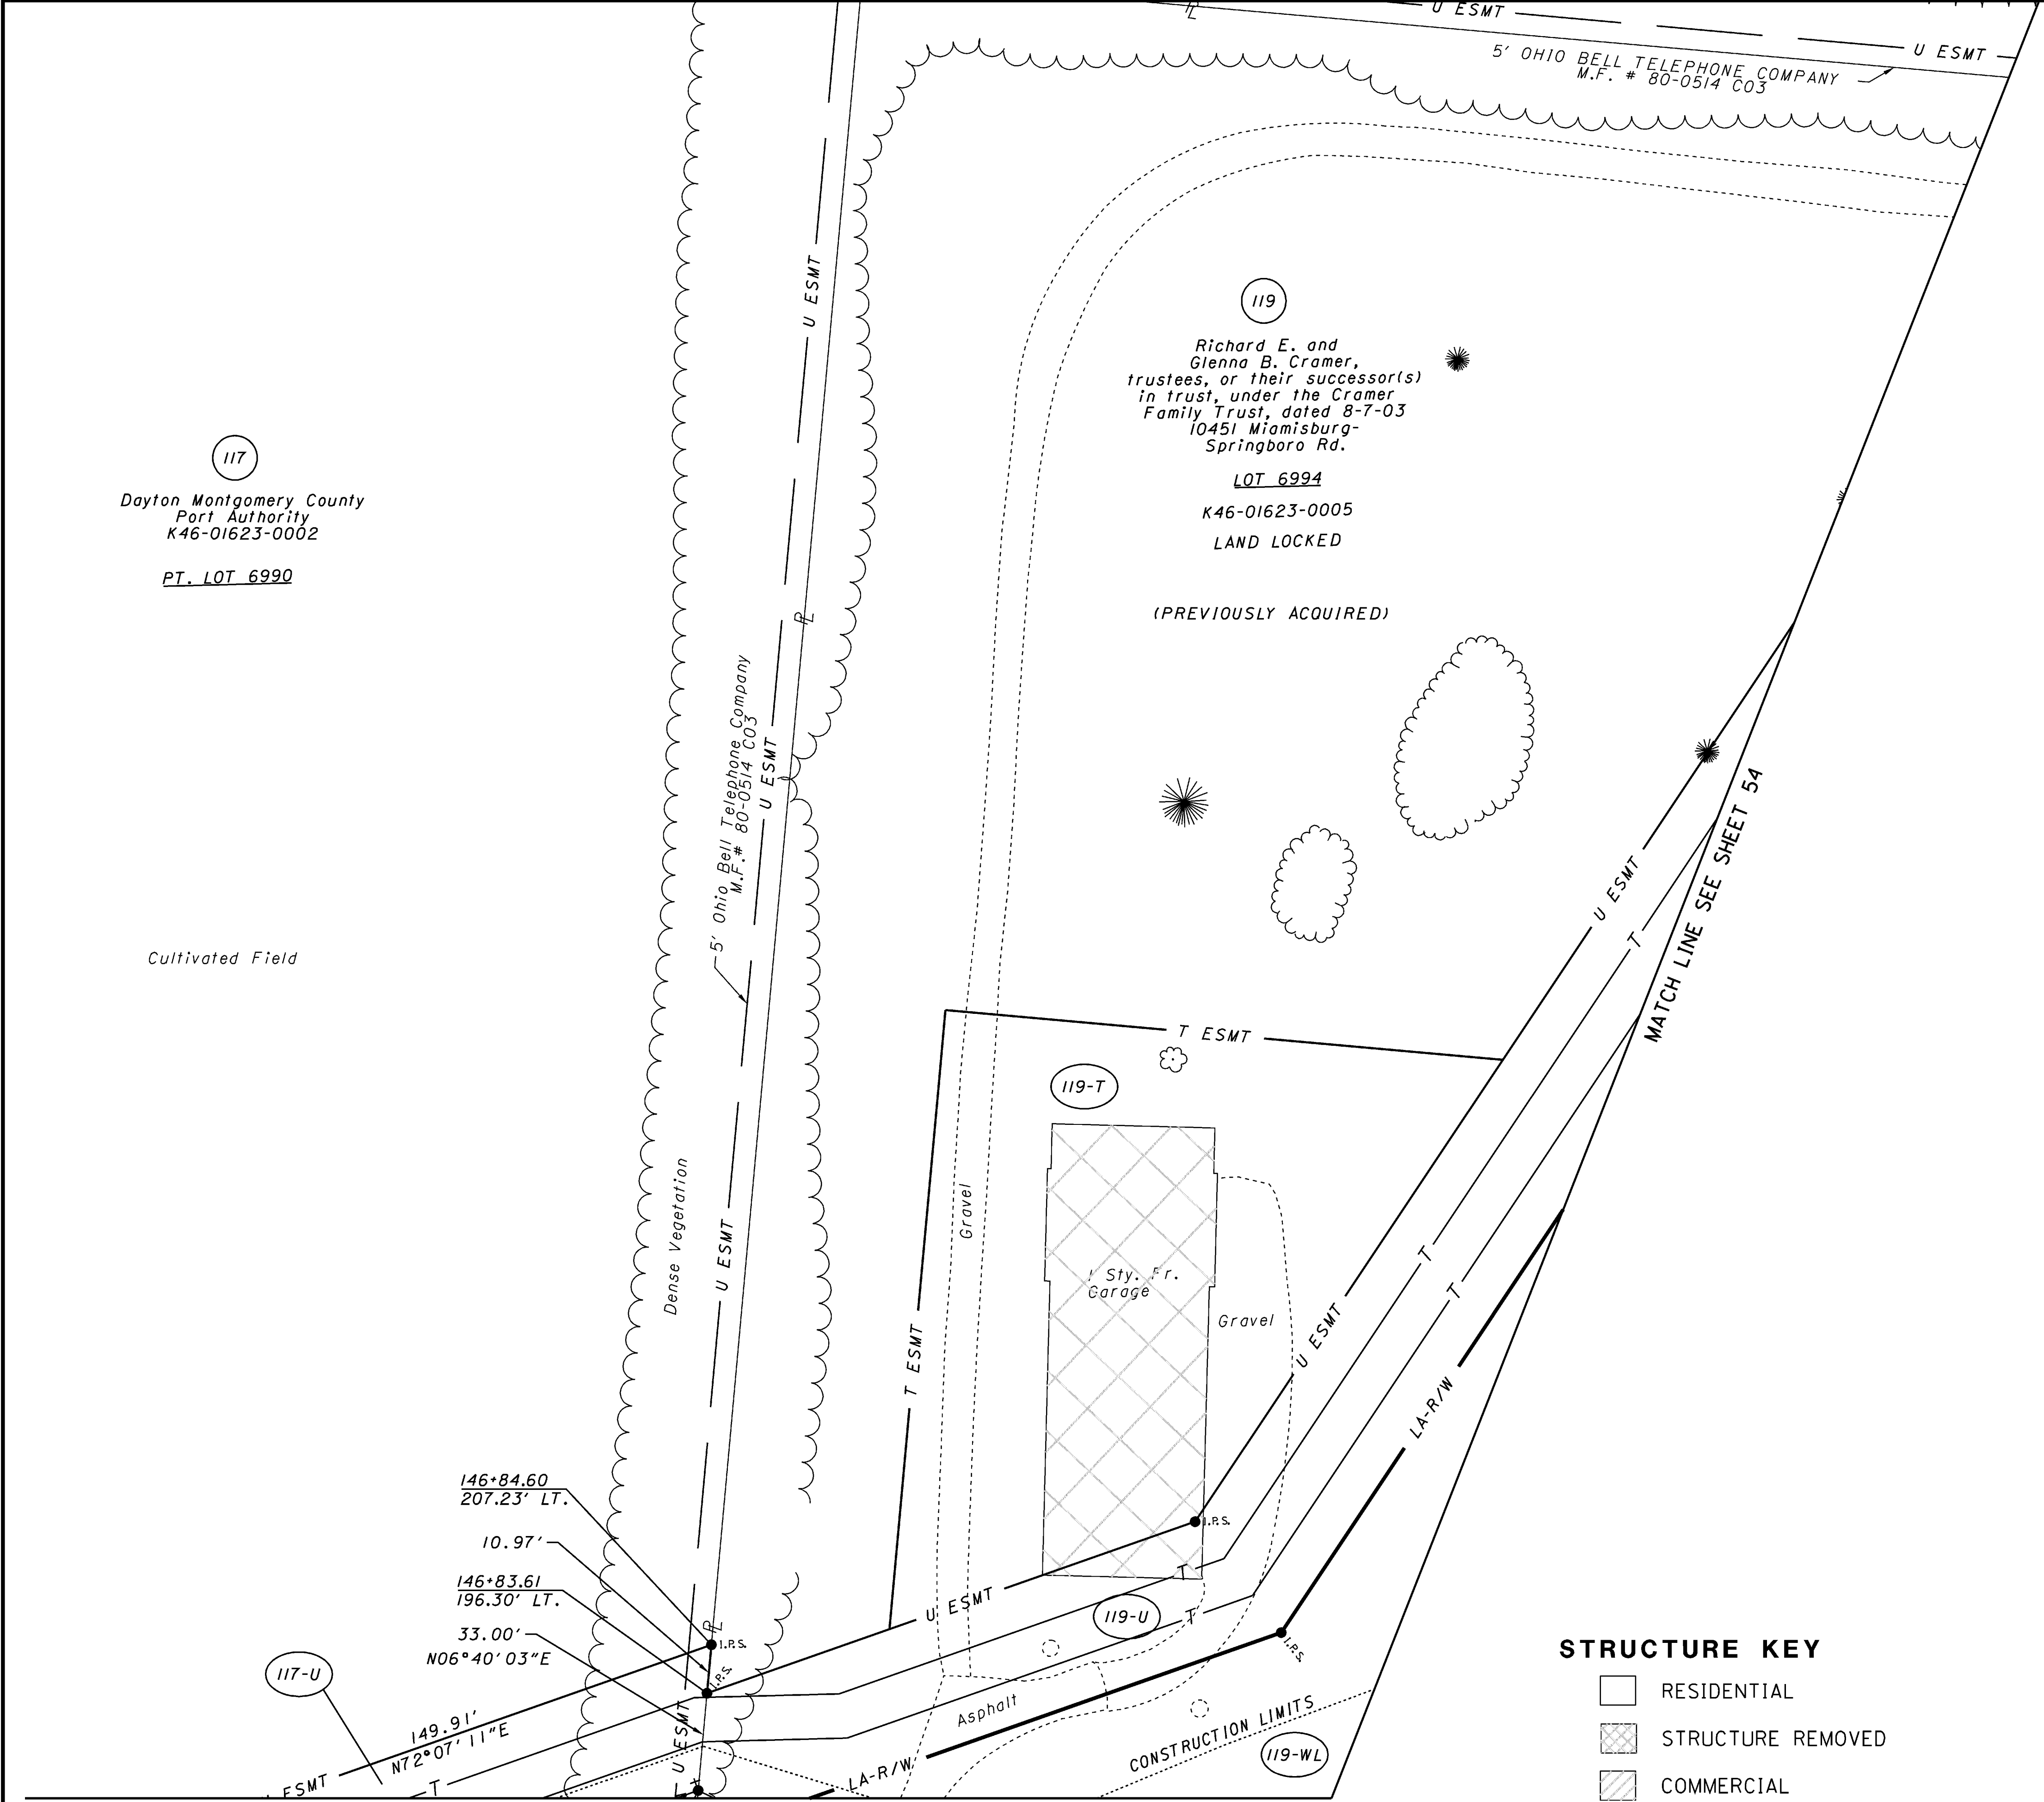 U ESMT
U ESMT
5' OHIO BELL TELEPHONE COMPANY
M.F. # 80-0514 C03
PL
U ESMT
119
Richard E. and
Glenna B. Cramer,
trustees, or their successor(s)
in trust, under the Cramer
Family Trust, dated 8-7-03
10451 Miamisburg-
Springboro Rd.
LOT 6994
K46-01623-0005
LAND LOCKED
(PREVIOUSLY ACQUIRED)
117
Dayton Montgomery County
Port Authority
K46-01623-0002
PT. LOT 6990
PL
5' Ohio Bell Telephone Company
M.F.# 80-0514 C03
U ESMT
Cultivated Field
U ESMT
T
MATCH LINE SEE SHEET 54
T ESMT
119-T
Dense Vegetation
U ESMT
Gravel
T ESMT
1 Sty. Fr.
Garage
Gravel
U ESMT
T
T
LA-R/W
146+84.60
207.23' LT.
10.97'
146+83.61
196.30' LT.
33.00'
N06°40'03"E
PL
I.P.S.
I.P.S.
I.P.S.
U ESMT
T
119-U
T
I.P.S.
117-U
149.91'
N72°07'11"E
ESMT
T
U ESMT
Asphalt
LA-R/W
CONSTRUCTION LIMITS
119-WL
STRUCTURE KEY
RESIDENTIAL
STRUCTURE REMOVED
COMMERCIAL